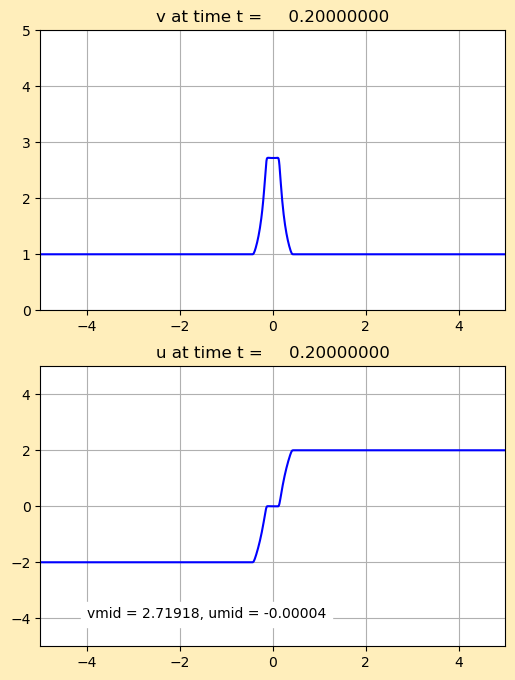 v at time t = 0.20000000
5
4
3
2
1
0
−4 −2 0 2 4
u at time t = 0.20000000
4
2
0
−2
−4
vmid = 2.71918, umid = -0.00004
−4 −2 0 2 4